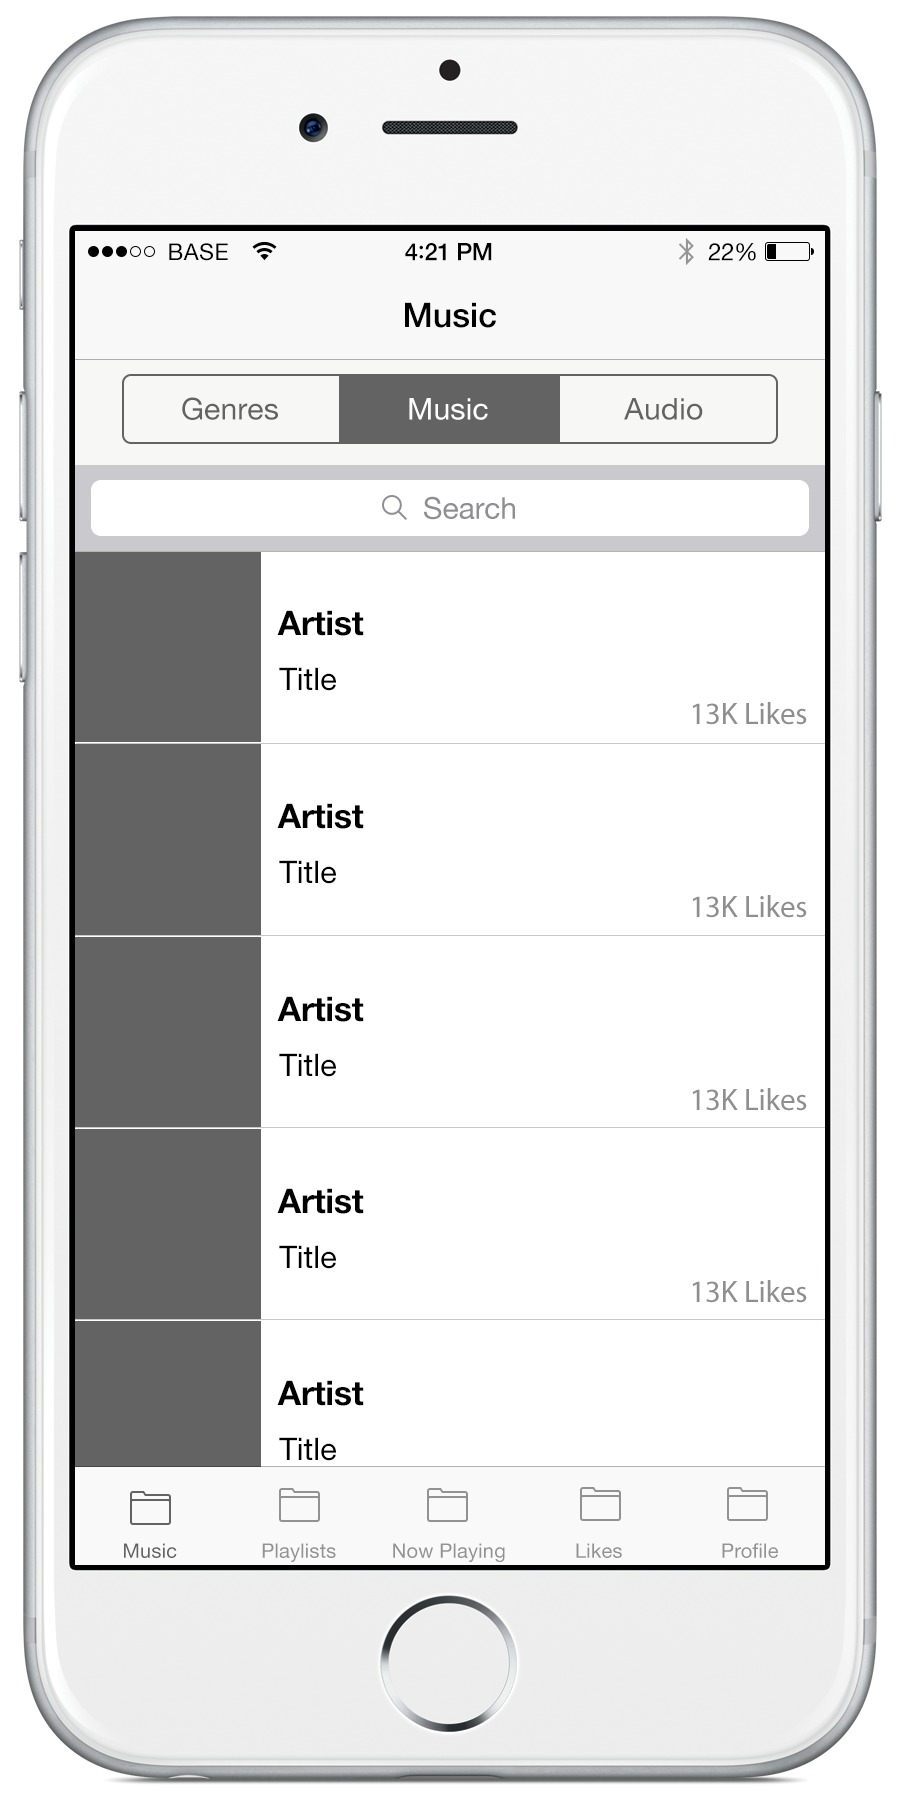 BASE 4:21 PM 22%
Music
Genres Music Audio
Search
Artist
Title
13K Likes
Artist
Title
13K Likes
Artist
Title
13K Likes
Artist
Title
13K Likes
Artist
Title
Music Playlists Now Playing Likes Profile